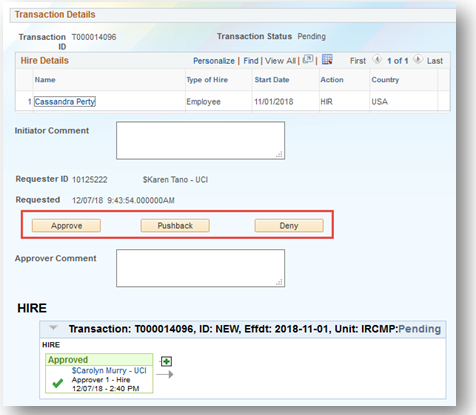 Transaction Details
Transaction ID T000014096 Transaction Status Pending
Hire Details Personalize | Find | View All | | First 1 of 1 Last
Name Type of Hire Start Date Action Country
1 Cassandra Perty Employee 11/01/2018 HIR USA
Initiator Comment
Requester ID 10125222 $Karen Tano - UCI
Requested 12/07/18 9:43:54.000000AM
Approve Pushback Deny
Approver Comment
HIRE
Transaction: T000014096, ID: NEW, Effdt: 2018-11-01, Unit: IRCMP:Pending
HIRE
Approved
$Carolyn Murry - UCI
Approver 1 - Hire
12/07/18 - 2:40 PM